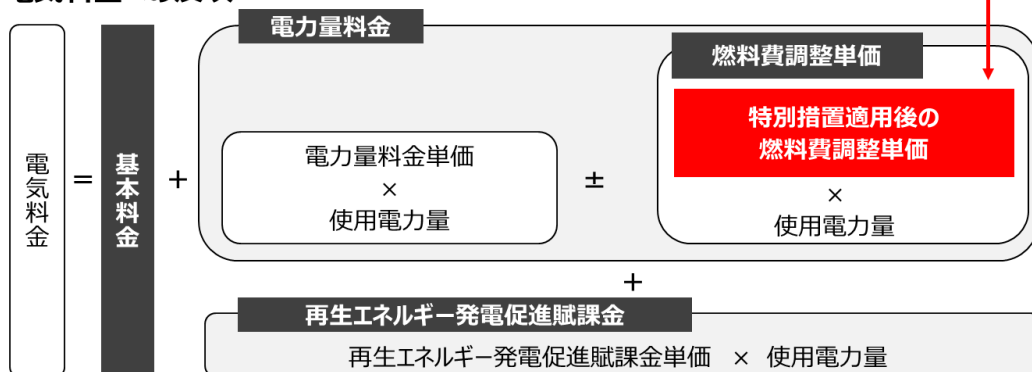 電力量料金
燃料費調整単価
特別措置適用後の
燃料費調整単価
電気料金
=
基本料金
+
電力量料金単価
×
使用電力量
±
×
使用電力量
+
再生エネルギー発電促進賦課金
再生エネルギー発電促進賦課金単価 × 使用電力量